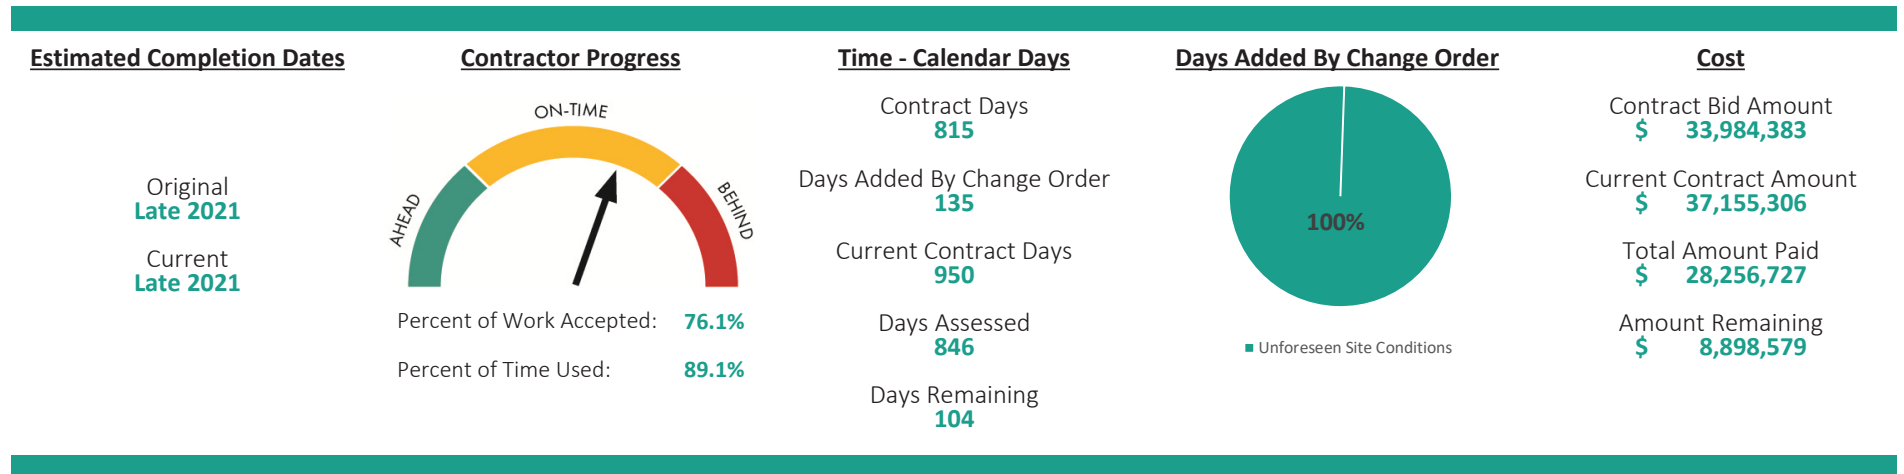 Estimated Completion Dates
Original
Late 2021
Current
Late 2021
Contractor Progress
ON-TIME
AHEAD
BEHIND
Percent of Work Accepted: 76.1%
Percent of Time Used: 89.1%
Time - Calendar Days
Contract Days
815
Days Added By Change Order
135
Current Contract Days
950
Days Assessed
846
Days Remaining
104
Days Added By Change Order
100%
Unforeseen Site Conditions
Cost
Contract Bid Amount
$ 33,984,383
Current Contract Amount
$ 37,155,306
Total Amount Paid
$ 28,256,727
Amount Remaining
$ 8,898,579